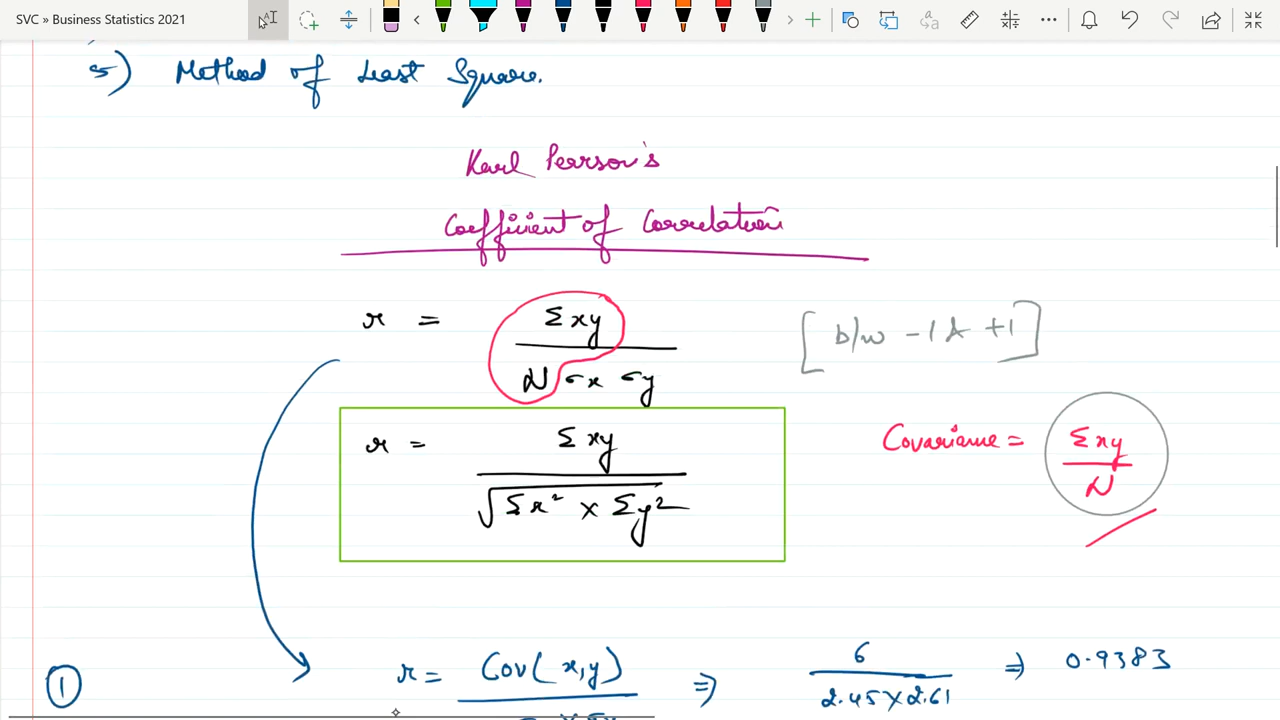 SVC » Business Statistics 2021
5) Method of Least Square.
Karl Pearson's
Coefficient of Correlation
r = Σxy / N σx σy [b/w -1 & +1]
r = Σxy / √Σx² × Σy²
Covariance = Σxy / N
① r = Cov(x,y) ⇒ 6 / 2.45×2.61 ⇒ 0.9383